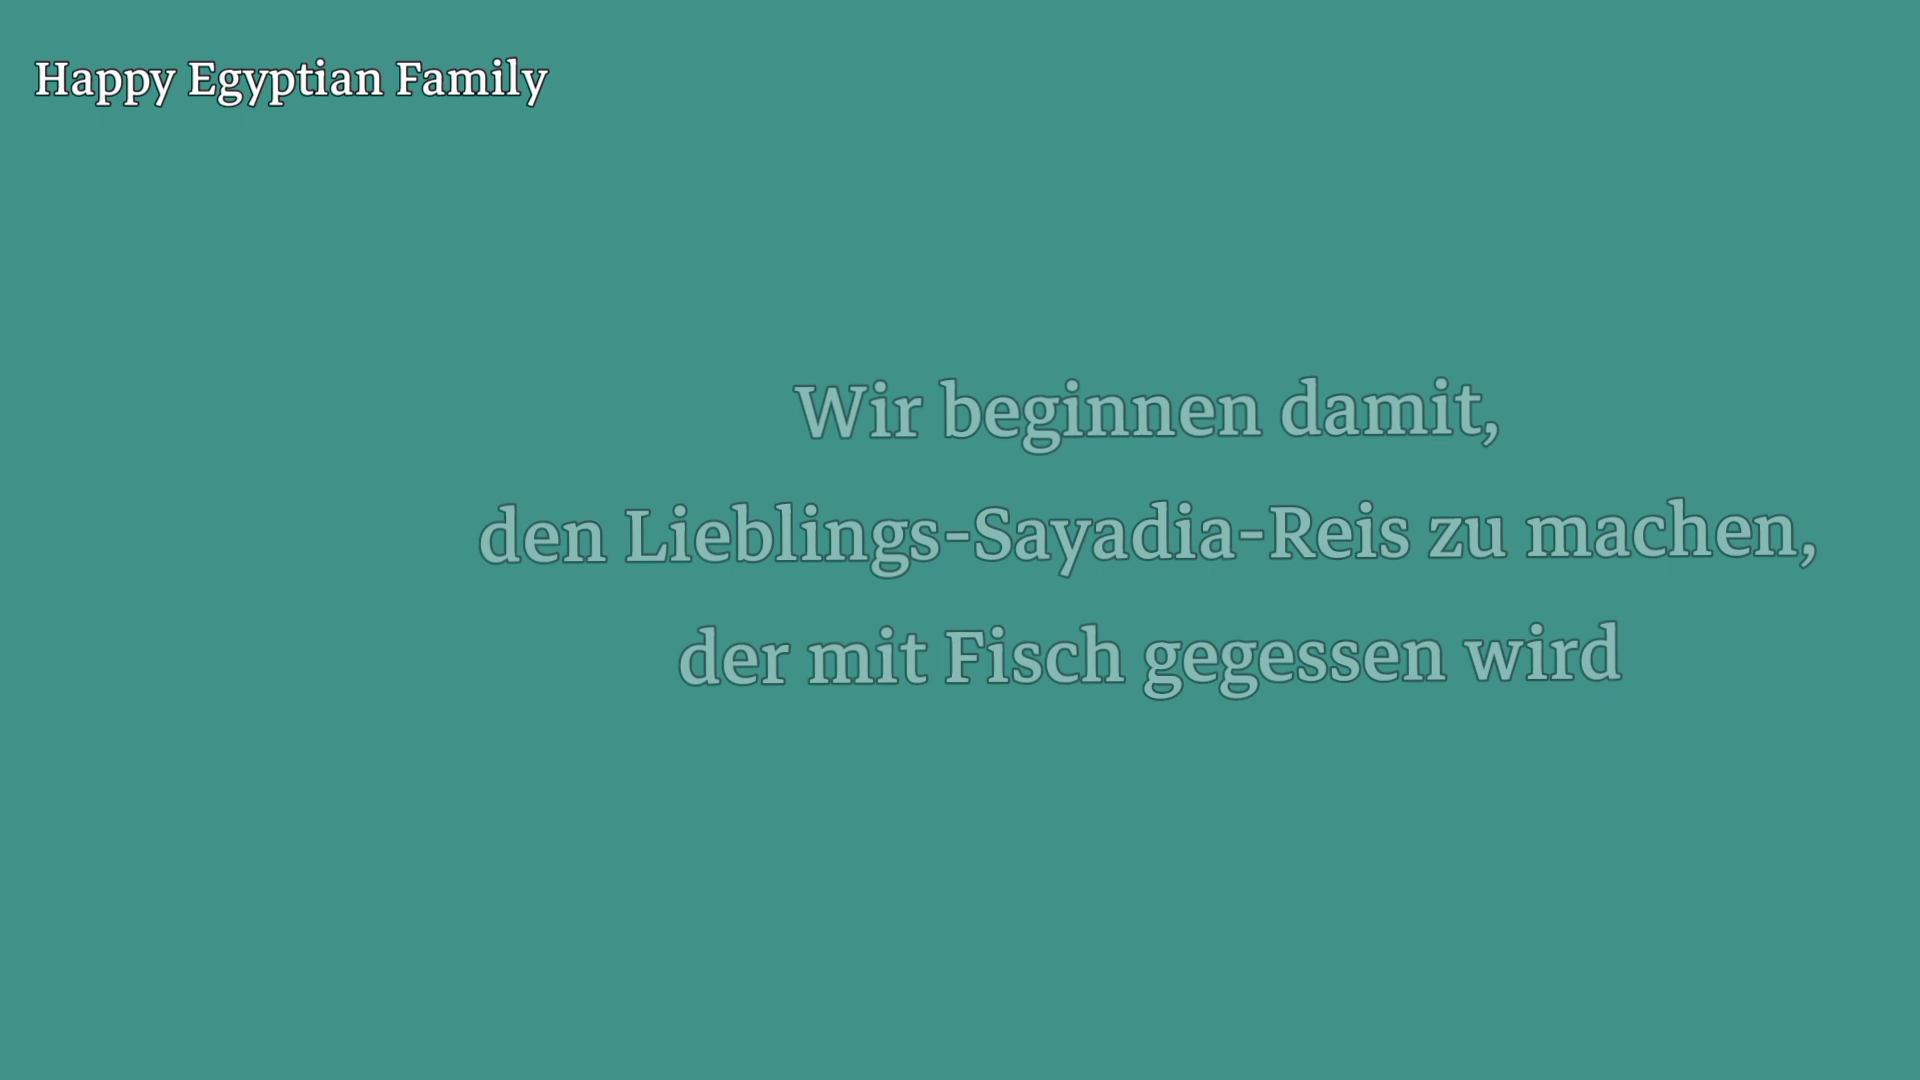 Happy Egyptian Family
Wir beginnen damit,
den Lieblings-Sayadia-Reis zu machen,
der mit Fisch gegessen wird